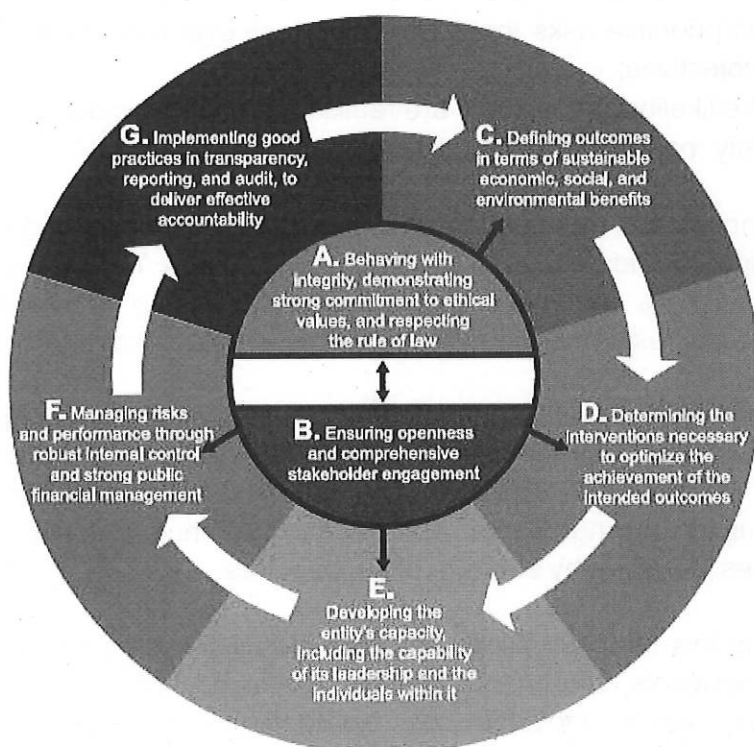 A. Behaving with
integrity, demonstrating
strong commitment to ethical
values, and respecting
the rule of law
B. Ensuring openness
and comprehensive
stakeholder engagement
C. Defining outcomes
in terms of sustainable
economic, social, and
environmental benefits
D. Determining the
interventions necessary
to optimize the
achievement of the
intended outcomes
E.
Developing the
entity's capacity,
including the capability
of its leadership and the
individuals within it
F. Managing risks
and performance through
robust internal control
and strong public
financial management
G. Implementing good
practices in transparency,
reporting, and audit, to
deliver effective
accountability